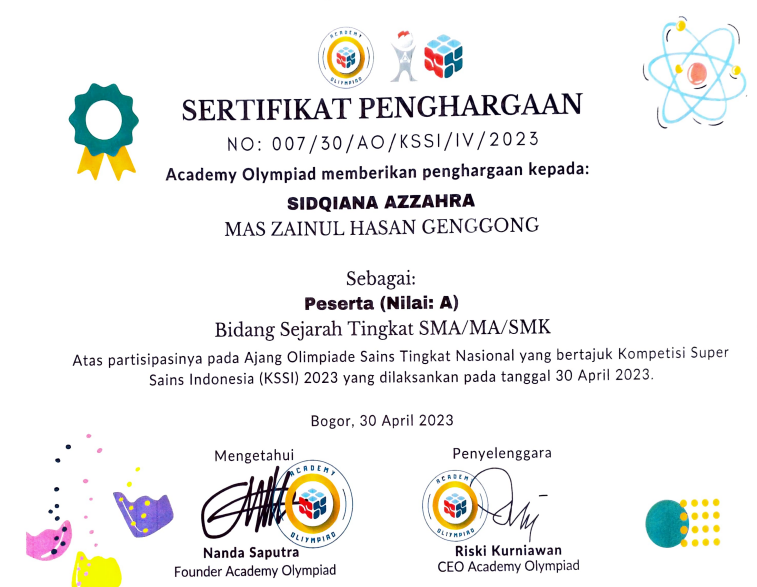 ACADEMY
OLYMPIAD
SERTIFIKAT PENGHARGAAN
NO: 007/30/AO/KSSI/IV/2023
Academy Olympiad memberikan penghargaan kepada:
SIDQIANA AZZAHRA
MAS ZAINUL HASAN GENGGONG
Sebagai:
Peserta (Nilai: A)
Bidang Sejarah Tingkat SMA/MA/SMK
Atas partisipasinya pada Ajang Olimpiade Sains Tingkat Nasional yang bertajuk Kompetisi Super
Sains Indonesia (KSSI) 2023 yang dilaksankan pada tanggal 30 April 2023.
Bogor, 30 April 2023
Mengetahui
Penyelenggara
ACADEMY
OLYMPIAD
ACADEMY
OLYMPIAD
Nanda Saputra
Riski Kurniawan
Founder Academy Olympiad
CEO Academy Olympiad